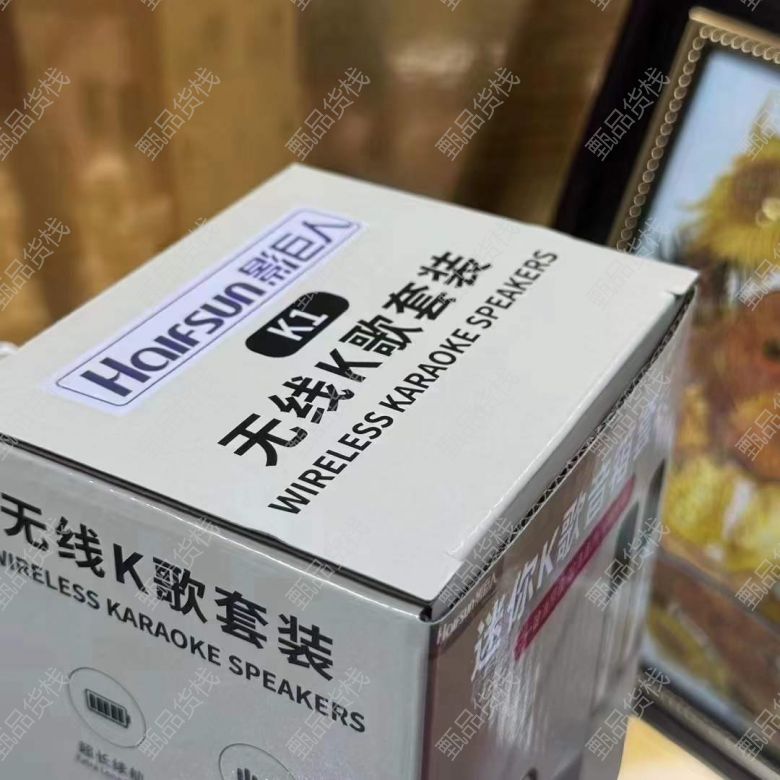 Haifsun影巨人
K1
无线K歌套装
WIRELESS KARAOKE SPEAKERS
无线K歌套装
WIRELESS KARAOKE SPEAKERS
Haifsun影巨人
迷你K歌音箱
甄品货栈